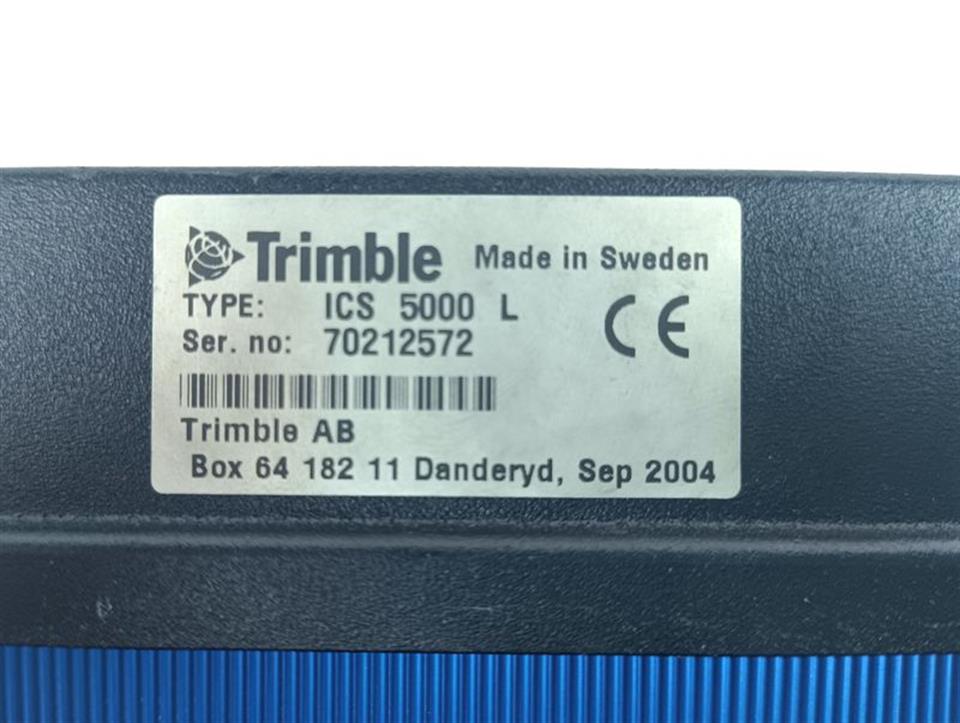 Trimble Made in Sweden
TYPE: ICS 5000 L
CE
Ser. no: 70212572
Trimble AB
Box 64 182 11 Danderyd, Sep 2004